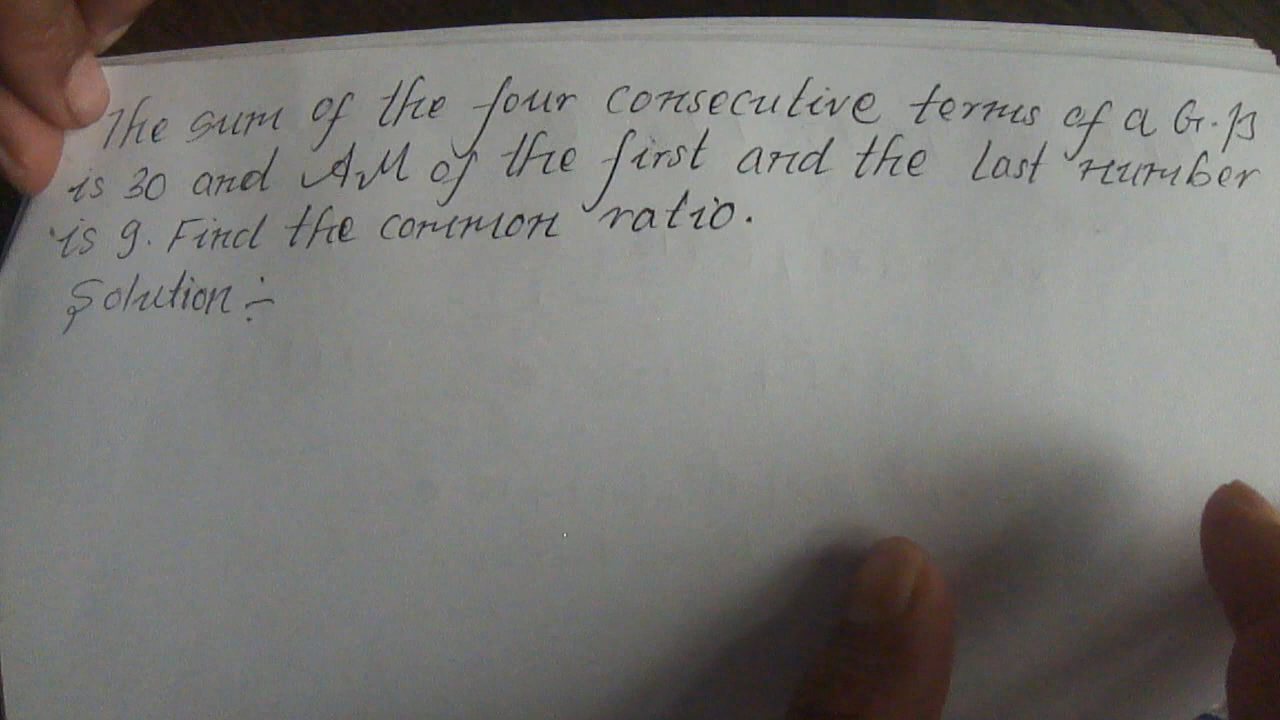 The sum of the four consecutive terms of a G.P
is 30 and AM of the first and the last number
is 9. Find the common ratio.
Solution :-